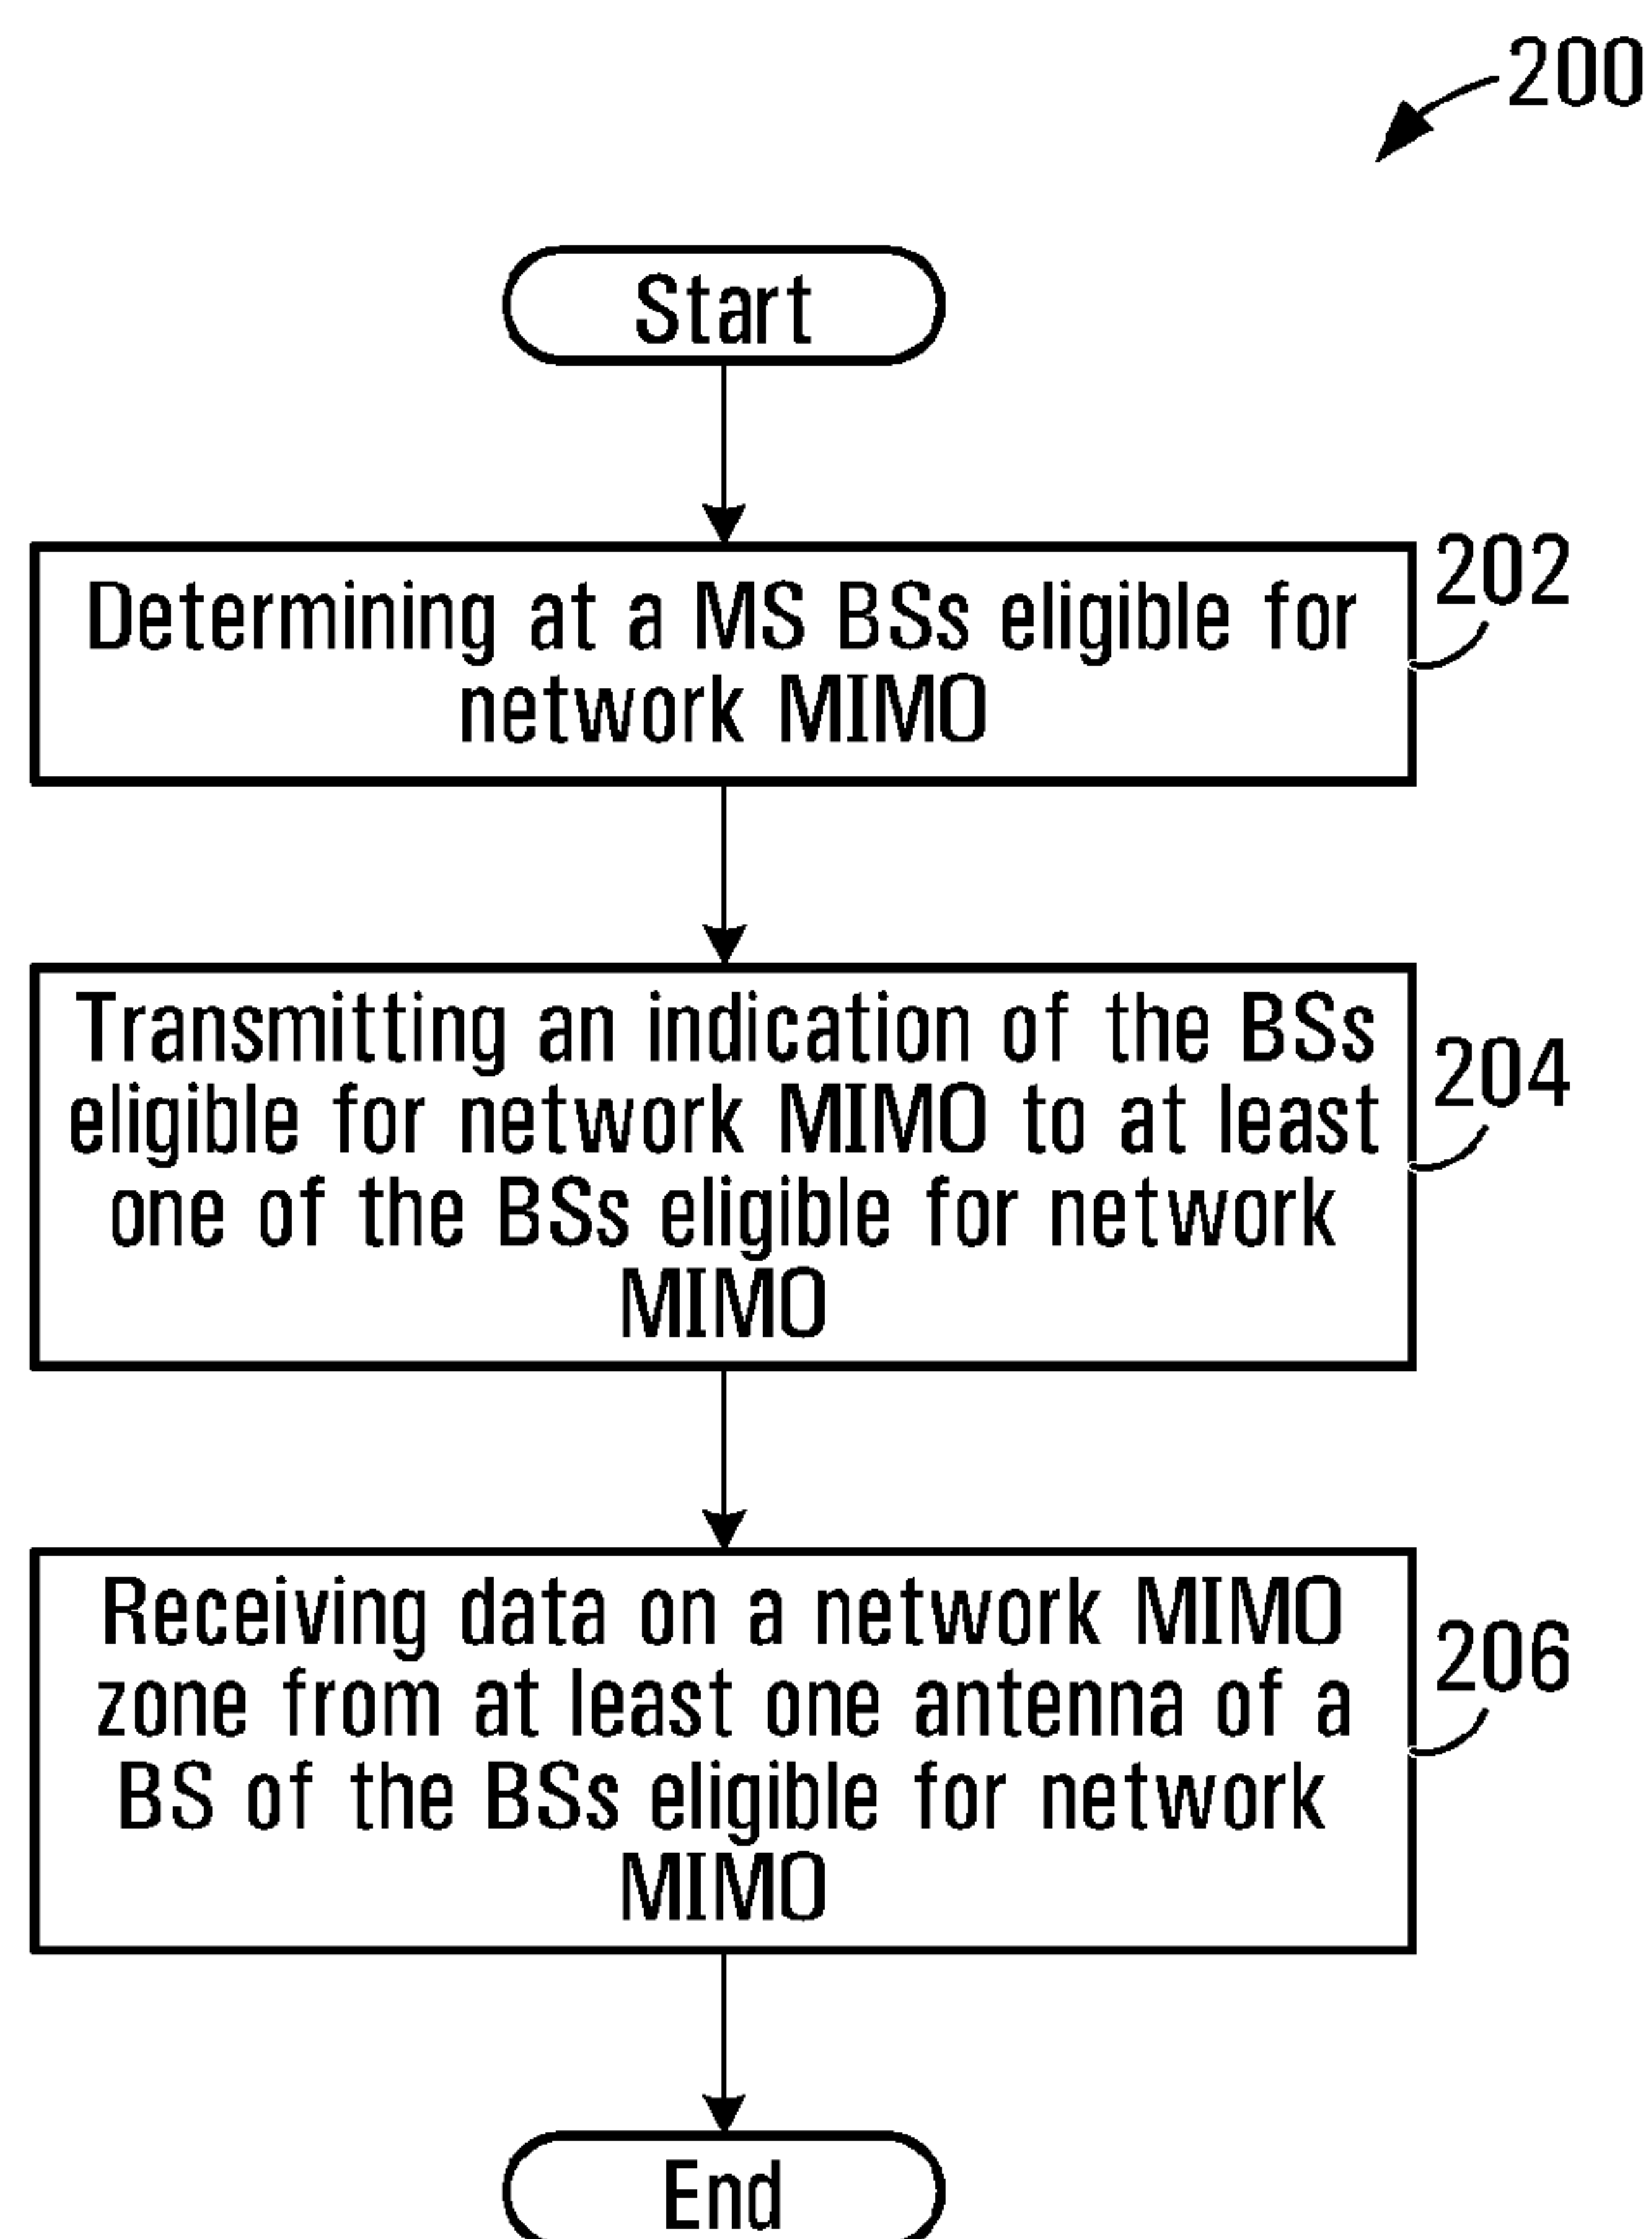 200
Start
Determining at a MS BSs eligible for
network MIMO
202
Transmitting an indication of the BSs
eligible for network MIMO to at least
one of the BSs eligible for network
MIMO
204
Receiving data on a network MIMO
zone from at least one antenna of a
BS of the BSs eligible for network
MIMO
206
End